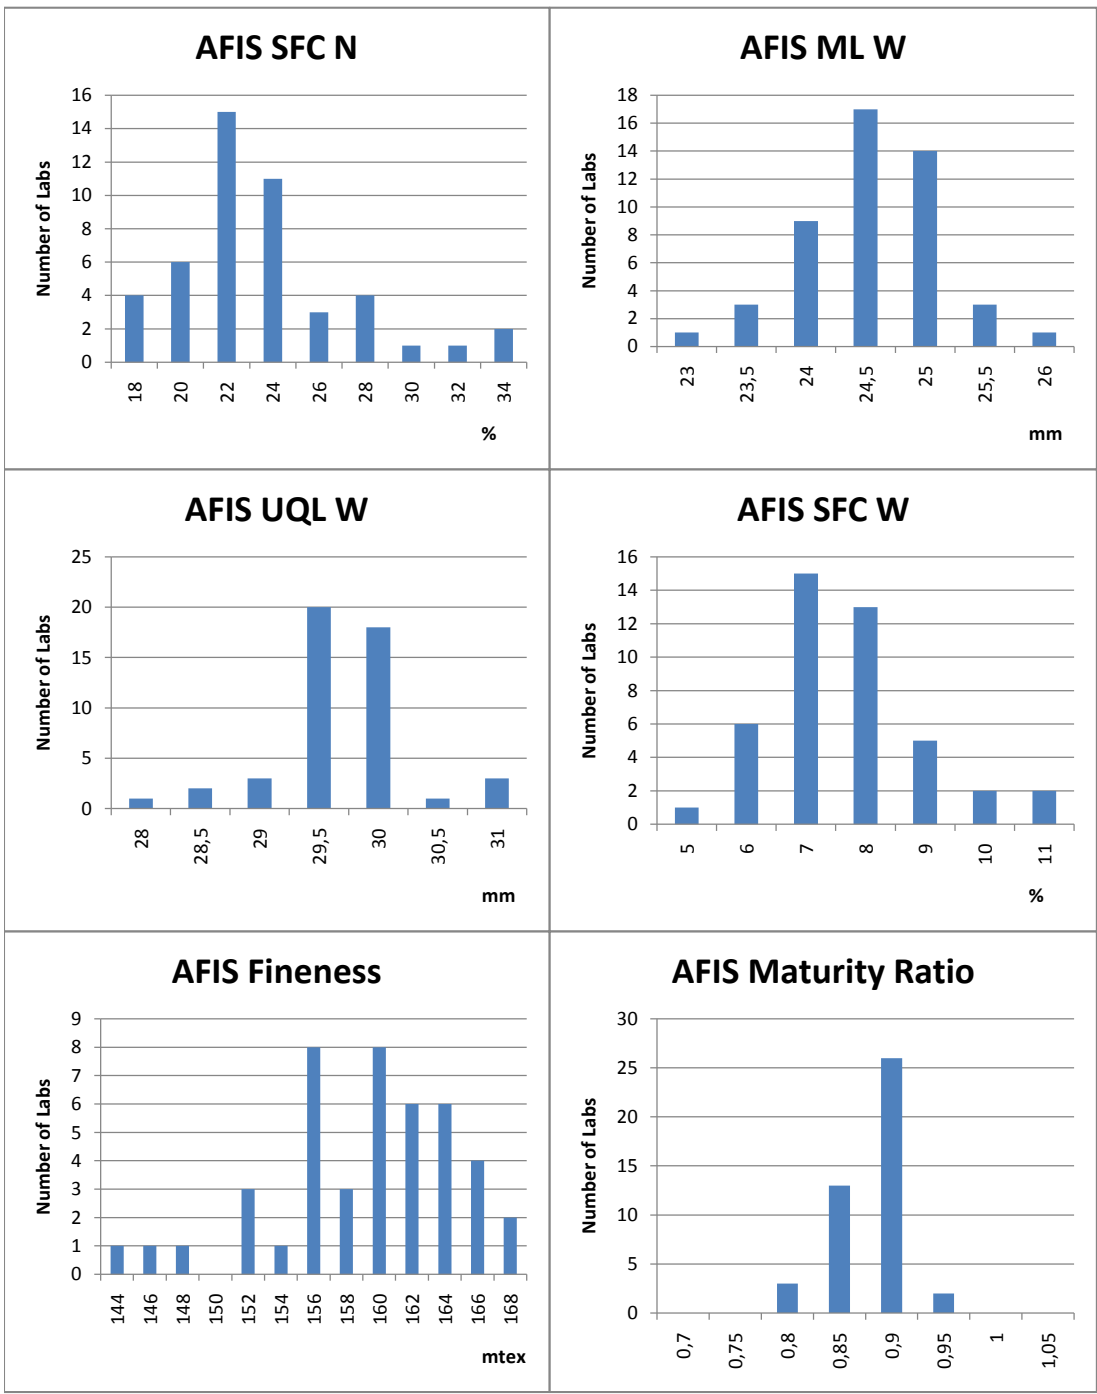 AFIS SFC N
Number of Labs
16
14
12
10
8
6
4
2
0
18 20 22 24 26 28 30 32 34
%
AFIS ML W
Number of Labs
18
16
14
12
10
8
6
4
2
0
23 23,5 24 24,5 25 25,5 26
mm
AFIS UQL W
Number of Labs
25
20
15
10
5
0
28 28,5 29 29,5 30 30,5 31
mm
AFIS SFC W
Number of Labs
16
14
12
10
8
6
4
2
0
5 6 7 8 9 10 11
%
AFIS Fineness
Number of Labs
9
8
7
6
5
4
3
2
1
0
144 146 148 150 152 154 156 158 160 162 164 166 168
mtex
AFIS Maturity Ratio
Number of Labs
30
25
20
15
10
5
0
0,7 0,75 0,8 0,85 0,9 0,95 1 1,05